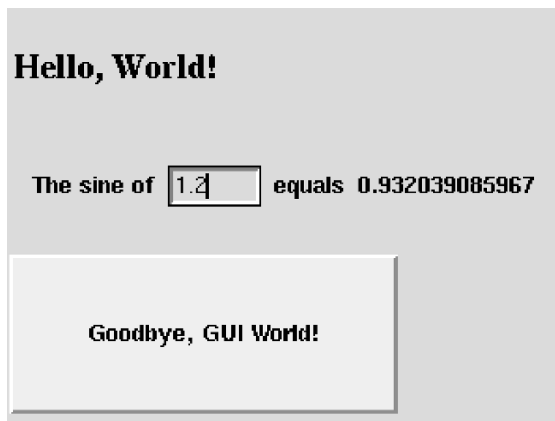 Hello, World!
The sine of 1.2 equals 0.932039085967
Goodbye, GUI World!